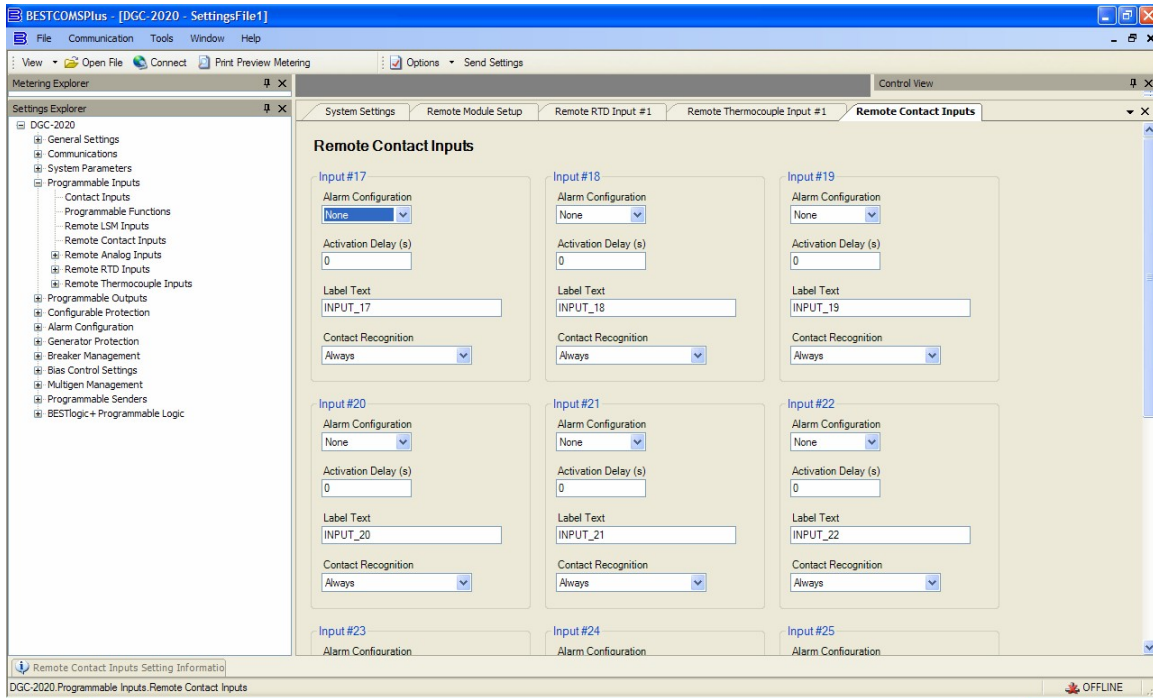 BESTCOMSPlus - [DGC-2020 - SettingsFile1]
File Communication Tools Window Help
View Open File Connect Print Preview Metering Options Send Settings
Metering Explorer
Control View
Settings Explorer
DGC-2020
General Settings
Communications
System Parameters
Programmable Inputs
Contact Inputs
Programmable Functions
Remote LSM Inputs
Remote Contact Inputs
Remote Analog Inputs
Remote RTD Inputs
Remote Thermocouple Inputs
Programmable Outputs
Configurable Protection
Alarm Configuration
Generator Protection
Breaker Management
Bias Control Settings
Multigen Management
Programmable Senders
BESTlogic+ Programmable Logic
System Settings Remote Module Setup Remote RTD Input #1 Remote Thermocouple Input #1 Remote Contact Inputs
Remote Contact Inputs
Input #17 Input #18 Input #19
Alarm Configuration Alarm Configuration Alarm Configuration
None None None
Activation Delay (s) Activation Delay (s) Activation Delay (s)
0 0 0
Label Text Label Text Label Text
INPUT_17 INPUT_18 INPUT_19
Contact Recognition Contact Recognition Contact Recognition
Always Always Always
Input #20 Input #21 Input #22
Alarm Configuration Alarm Configuration Alarm Configuration
None None None
Activation Delay (s) Activation Delay (s) Activation Delay (s)
0 0 0
Label Text Label Text Label Text
INPUT_20 INPUT_21 INPUT_22
Contact Recognition Contact Recognition Contact Recognition
Always Always Always
Input #23 Input #24 Input #25
Alarm Configuration Alarm Configuration Alarm Configuration
Remote Contact Inputs Setting Informatio
DGC-2020.Programmable Inputs.Remote Contact Inputs
OFFLINE